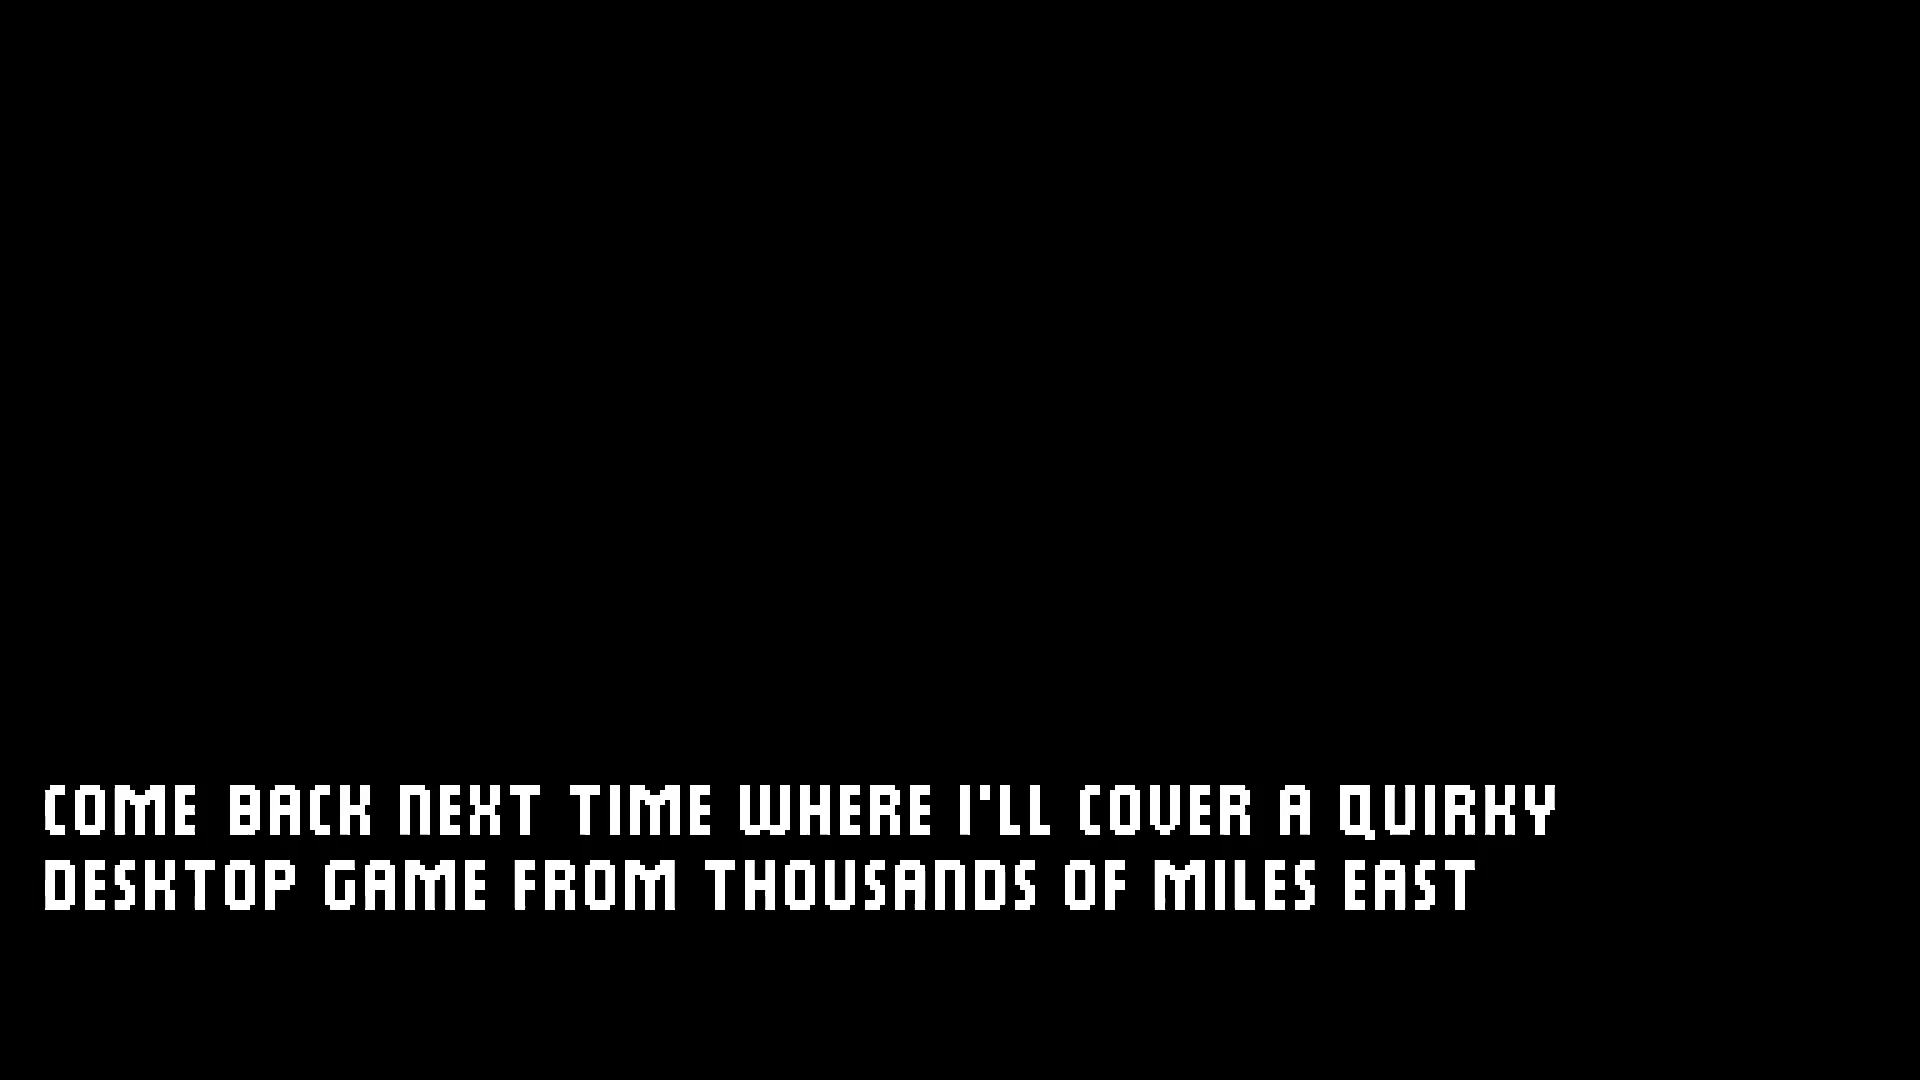 COME BACK NEXT TIME WHERE I'LL COVER A QUIRKY
DESKTOP GAME FROM THOUSANDS OF MILES EAST